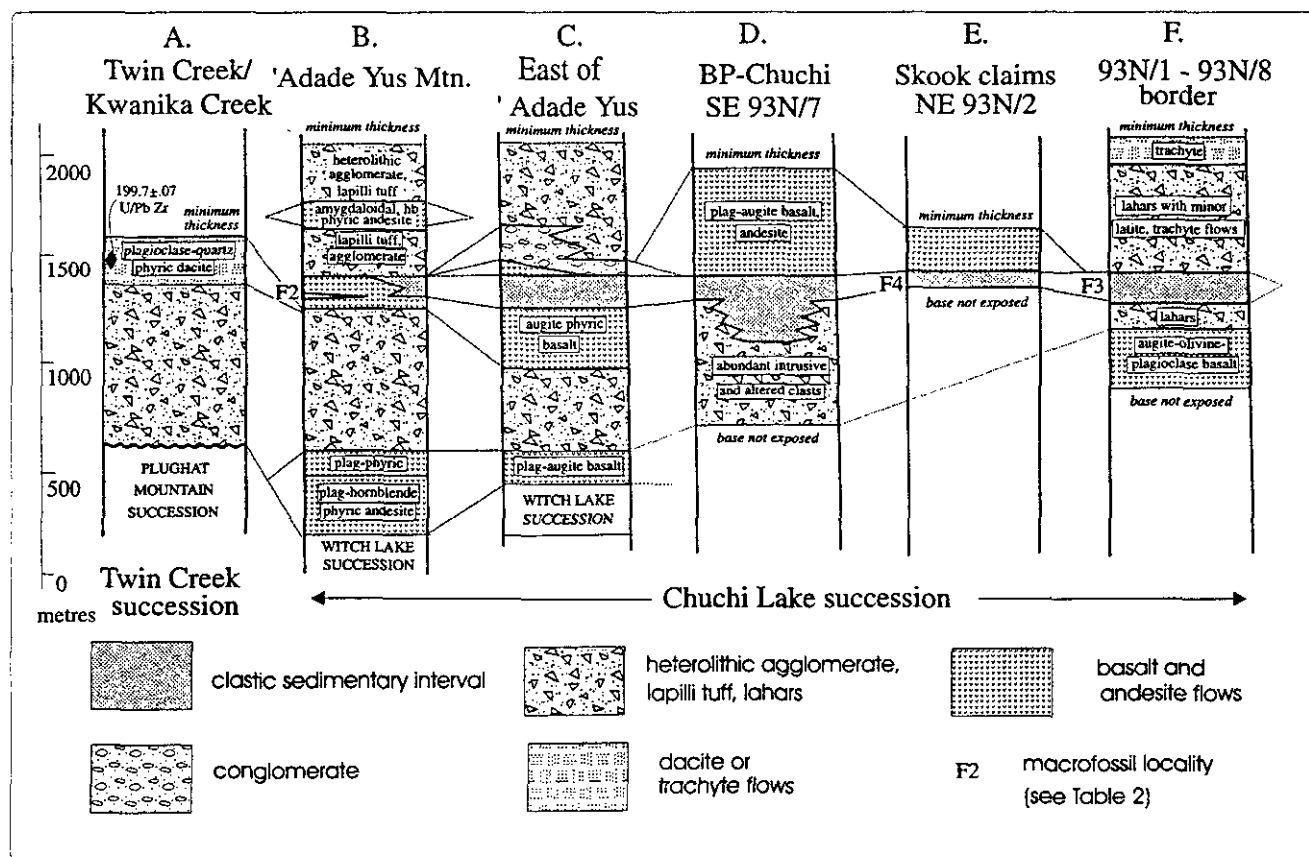 A.
Twin Creek/
Kwanika Creek
B.
'Adade Yus Mtn.
C.
East of
'Adade Yus
D.
BP-Chuchi
SE 93N/7
E.
Skook claims
NE 93N/2
F.
93N/1 - 93N/8
border
2000
1500
1000
500
0
metres
199.7±.07
U/Pb Zr
minimum
thickness
plagioclase-quartz
phyric dacite
PLUGHAT
MOUNTAIN
SUCCESSION
minimum thickness
heterolithic
agglomerate,
lapilli tuff
amygdaloidal, hb
phyric andesite
lapilli tuff,
agglomerate
F2
plag-phyric
plag-hornblende
phyric andesite
WITCH LAKE
SUCCESSION
minimum thickness
augite phyric
basalt
plag-augite basalt
WITCH LAKE
SUCCESSION
minimum thickness
plag-augite basalt,
andesite
abundant intrusive
and altered clasts
base not exposed
minimum thickness
F4
base not exposed
minimum thickness
trachyte
lahars with minor
latite, trachyte flows
F3
lahars
augite-olivine-
plagioclase basalt
base not exposed
Twin Creek
succession
Chuchi Lake succession
clastic sedimentary interval
heterolithic agglomerate,
lapilli tuff, lahars
basalt and
andesite flows
conglomerate
dacite or
trachyte flows
F2
macrofossil locality
(see Table 2)